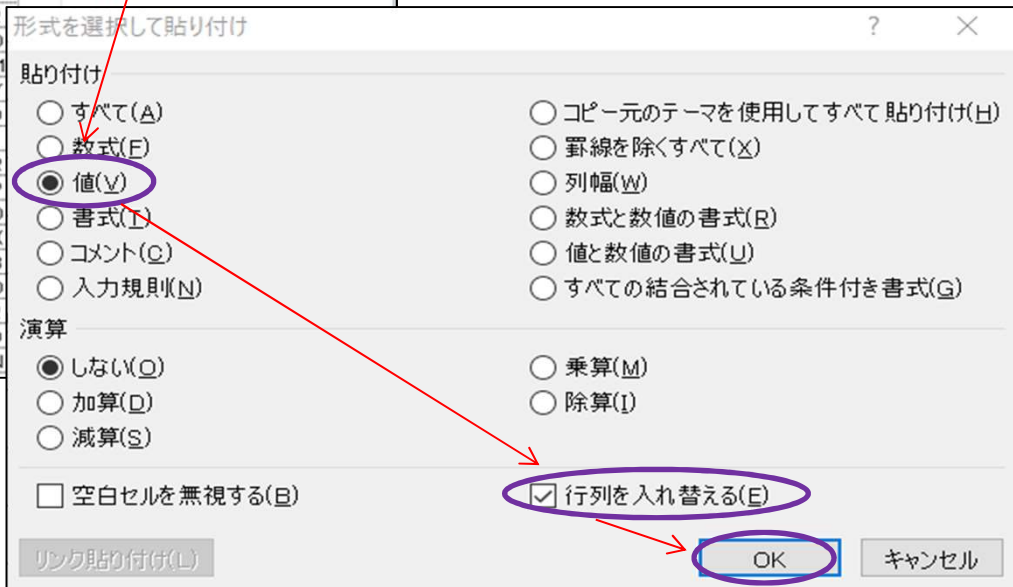 形式を選択して貼り付け ?
貼り付け
すべて(A) コピー元のテーマを使用してすべて貼り付け(H)
数式(F) 罫線を除くすべて(X)
値(V) 列幅(W)
書式(T) 数式と数値の書式(R)
コメント(C) 値と数値の書式(U)
入力規則(N) すべての結合されている条件付き書式(G)
演算
しない(O) 乗算(M)
加算(D) 除算(I)
減算(S)
空白セルを無視する(B) 行列を入れ替える(E)
リンク貼り付け(L) OK キャンセル